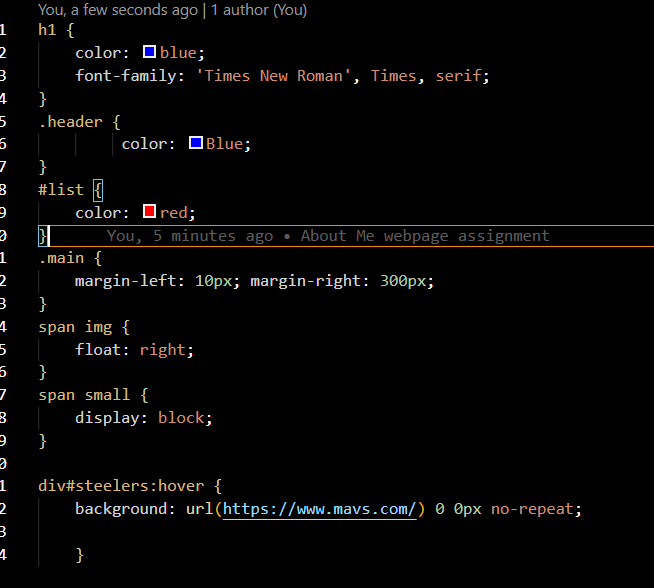 You, a few seconds ago | 1 author (You)
1 h1 {
2 color: blue;
3 font-family: 'Times New Roman', Times, serif;
4 }
5 .header {
6 color: Blue;
7 }
8 #list {
9 color: red;
0 } You, 5 minutes ago • About Me webpage assignment
1 .main {
2 margin-left: 10px; margin-right: 300px;
3 }
4 span img {
5 float: right;
6 }
7 span small {
8 display: block;
9 }
0
1 div#steelers:hover {
2 background: url(https://www.mavs.com/) 0 0px no-repeat;
3
4 }